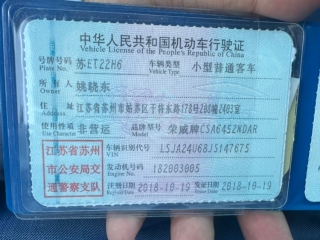 中华人民共和国机动车行驶证
Vehicle License of the People's Republic of China
号牌号码 Plate No. 苏ET22H6 车辆类型 Vehicle Type 小型普通客车
所有人 Owner 姚晓东
住址 Address 江苏省苏州市姑苏区干将东路178号2幢2403室
使用性质 Use Character 非营运 品牌型号 Model 荣威牌CSA6452NDAR
江苏省苏州市公安局交通警察支队
车辆识别代号 VIN LSJA24U68JS147675
发动机号码 Engine No. 182003005
注册日期 Register Date 2018-10-19 发证日期 Issue Date 2018-10-19